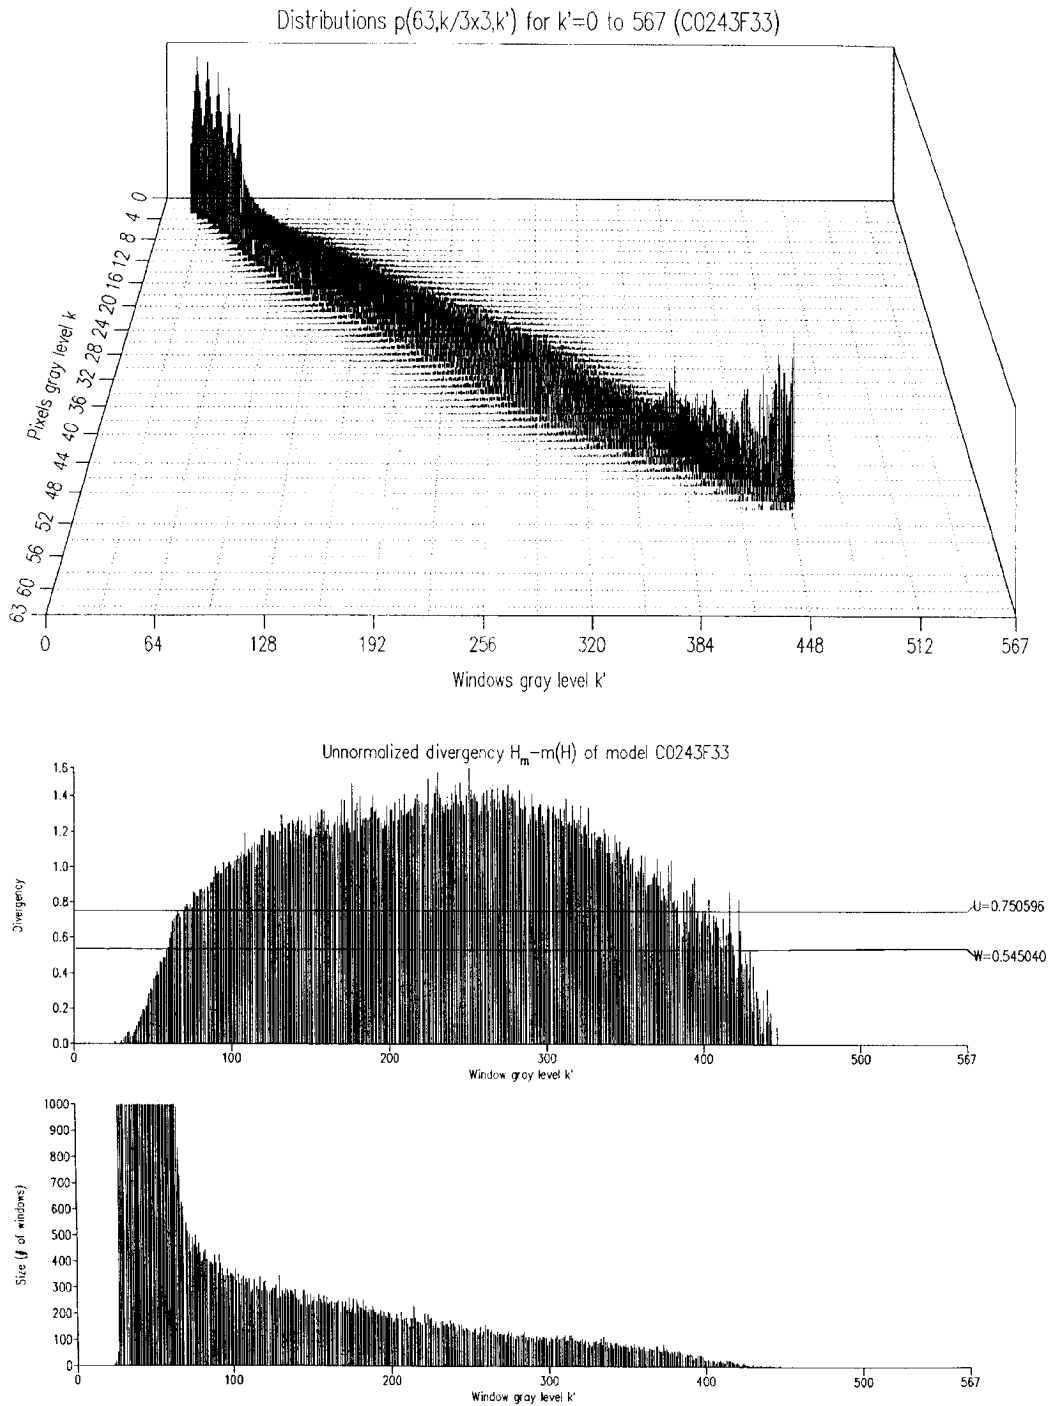 Distributions p(63,k/3x3,k') for k'=0 to 567 (C0243F33)
0
4
8
12
16
20
24
28
32
36
40
44
48
52
56
60
63
Pixels gray level k
0 64 128 192 256 320 384 448 512 567
Windows gray level k'
Unnormalized divergency Hm-m(H) of model C0243F33
1.6
1.4
1.2
1.0
0.8
0.6
0.4
0.2
0.0
Divergency
U=0.750596
W=0.545040
0 100 200 300 400 500 567
Window gray level k'
1000
900
800
700
600
500
400
300
200
100
0
Size (# of windows)
0 100 200 300 400 500 567
Window gray level k'